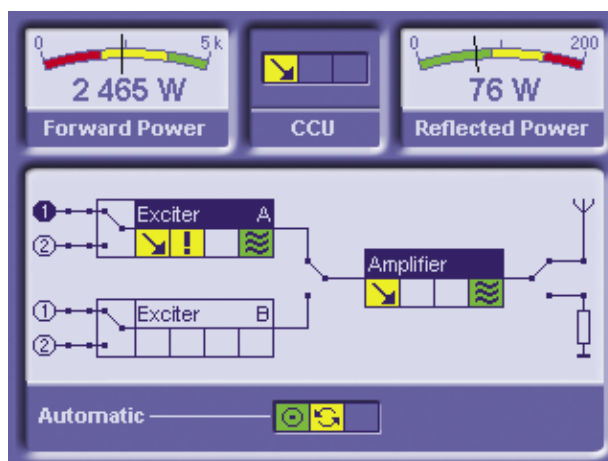 0 5 k
2 465 W
Forward Power
CCU
0 200
76 W
Reflected Power
1
Exciter A
2
!
Amplifier
1
Exciter B
2
Automatic